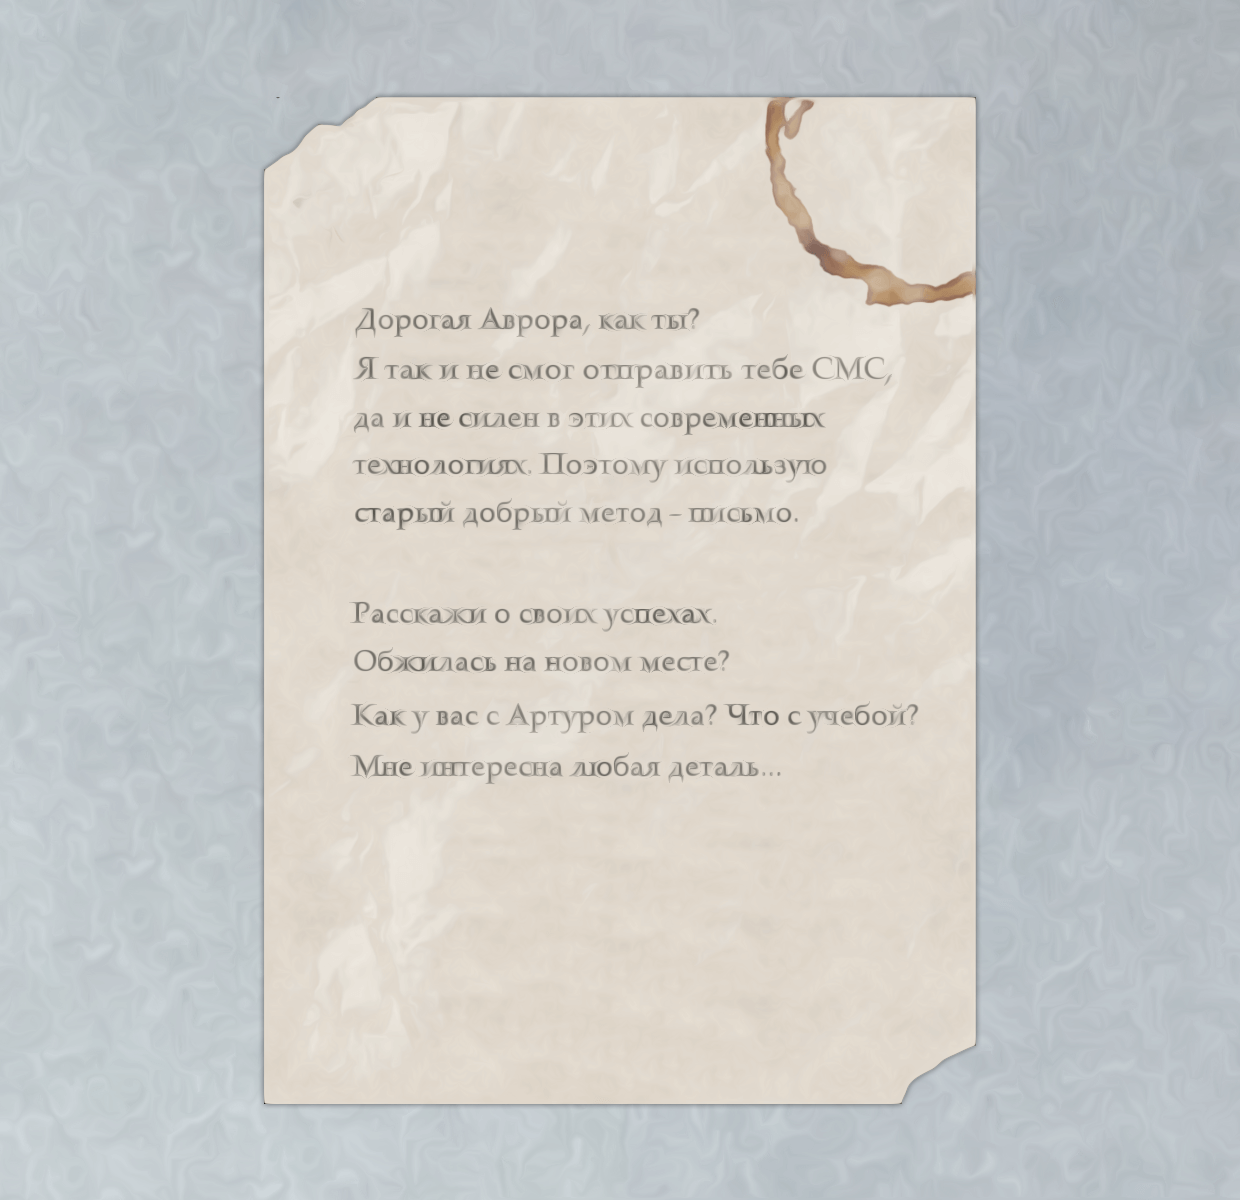 Дорогая Аврора, как ты?
Я так и не смог отправить тебе СМС,
да и не силен в этих современных
технологиях. Поэтому использую
старый добрый метод - письмо.
Расскажи о своих успехах.
Обжилась на новом месте?
Как у вас с Артуром дела? Что с учебой?
Мне интересна любая деталь...